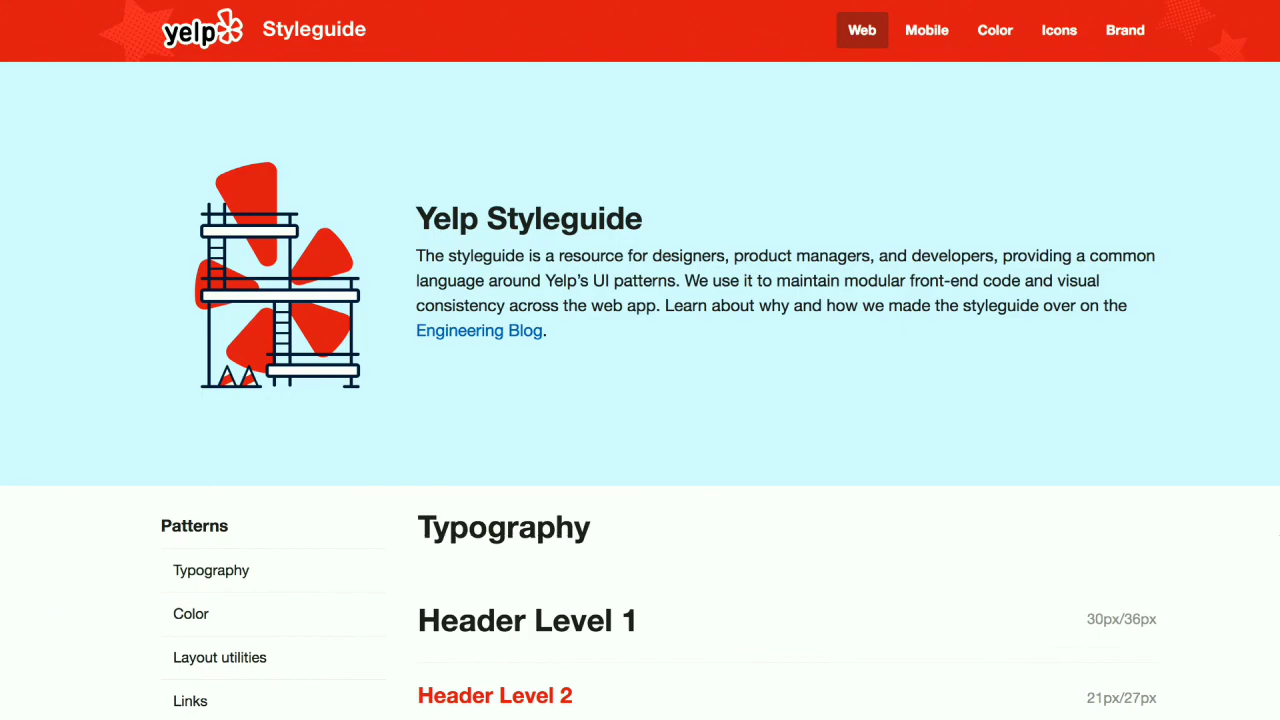 yelp Styleguide Web Mobile Color Icons Brand
Yelp Styleguide
The styleguide is a resource for designers, product managers, and developers, providing a common
language around Yelp’s UI patterns. We use it to maintain modular front-end code and visual
consistency across the web app. Learn about why and how we made the styleguide over on the
Engineering Blog.
Patterns
Typography
Color
Layout utilities
Links
Typography
Header Level 1 30px/36px
Header Level 2 21px/27px